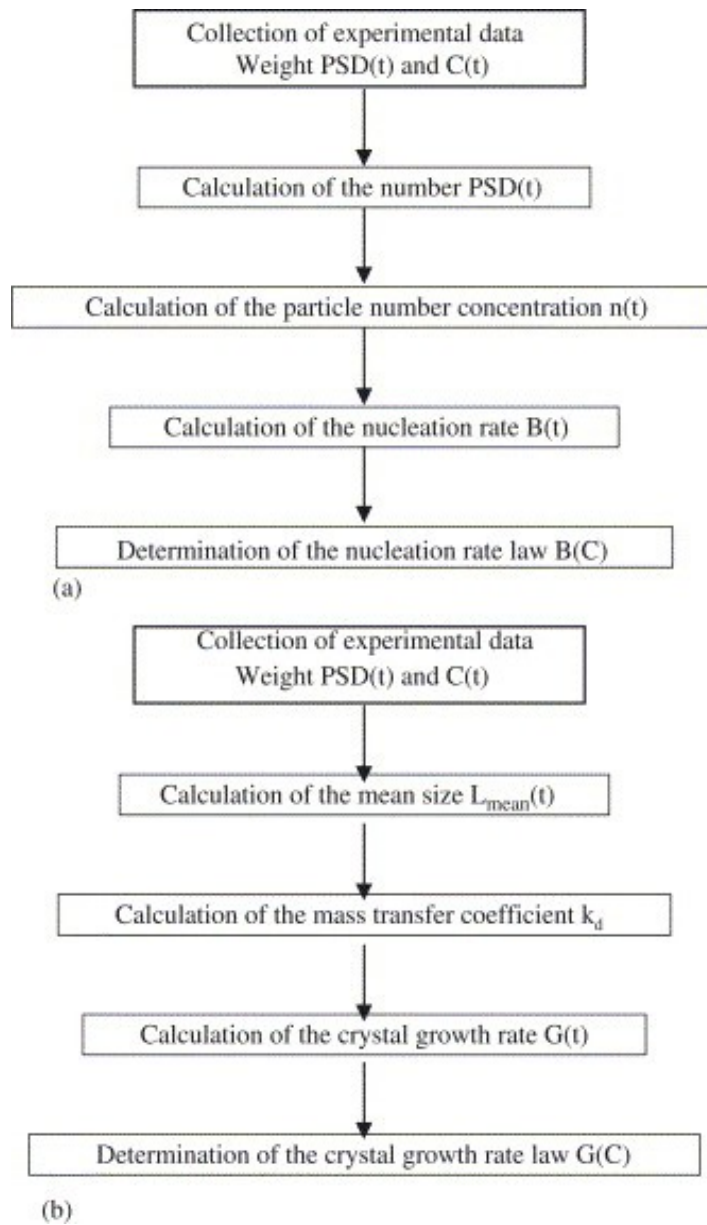 Collection of experimental data
Weight PSD(t) and C(t)
Calculation of the number PSD(t)
Calculation of the particle number concentration n(t)
Calculation of the nucleation rate B(t)
Determination of the nucleation rate law B(C)
(a)
Collection of experimental data
Weight PSD(t) and C(t)
Calculation of the mean size Lmean(t)
Calculation of the mass transfer coefficient kd
Calculation of the crystal growth rate G(t)
Determination of the crystal growth rate law G(C)
(b)